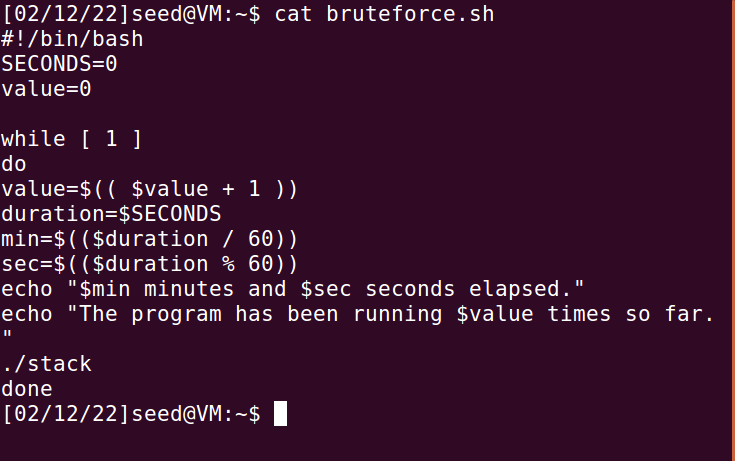 [02/12/22]seed@VM:~$ cat bruteforce.sh
#!/bin/bash
SECONDS=0
value=0

while [ 1 ]
do
value=$(( $value + 1 ))
duration=$SECONDS
min=$(($duration / 60))
sec=$(($duration % 60))
echo "$min minutes and $sec seconds elapsed."
echo "The program has been running $value times so far.
"
./stack
done
[02/12/22]seed@VM:~$